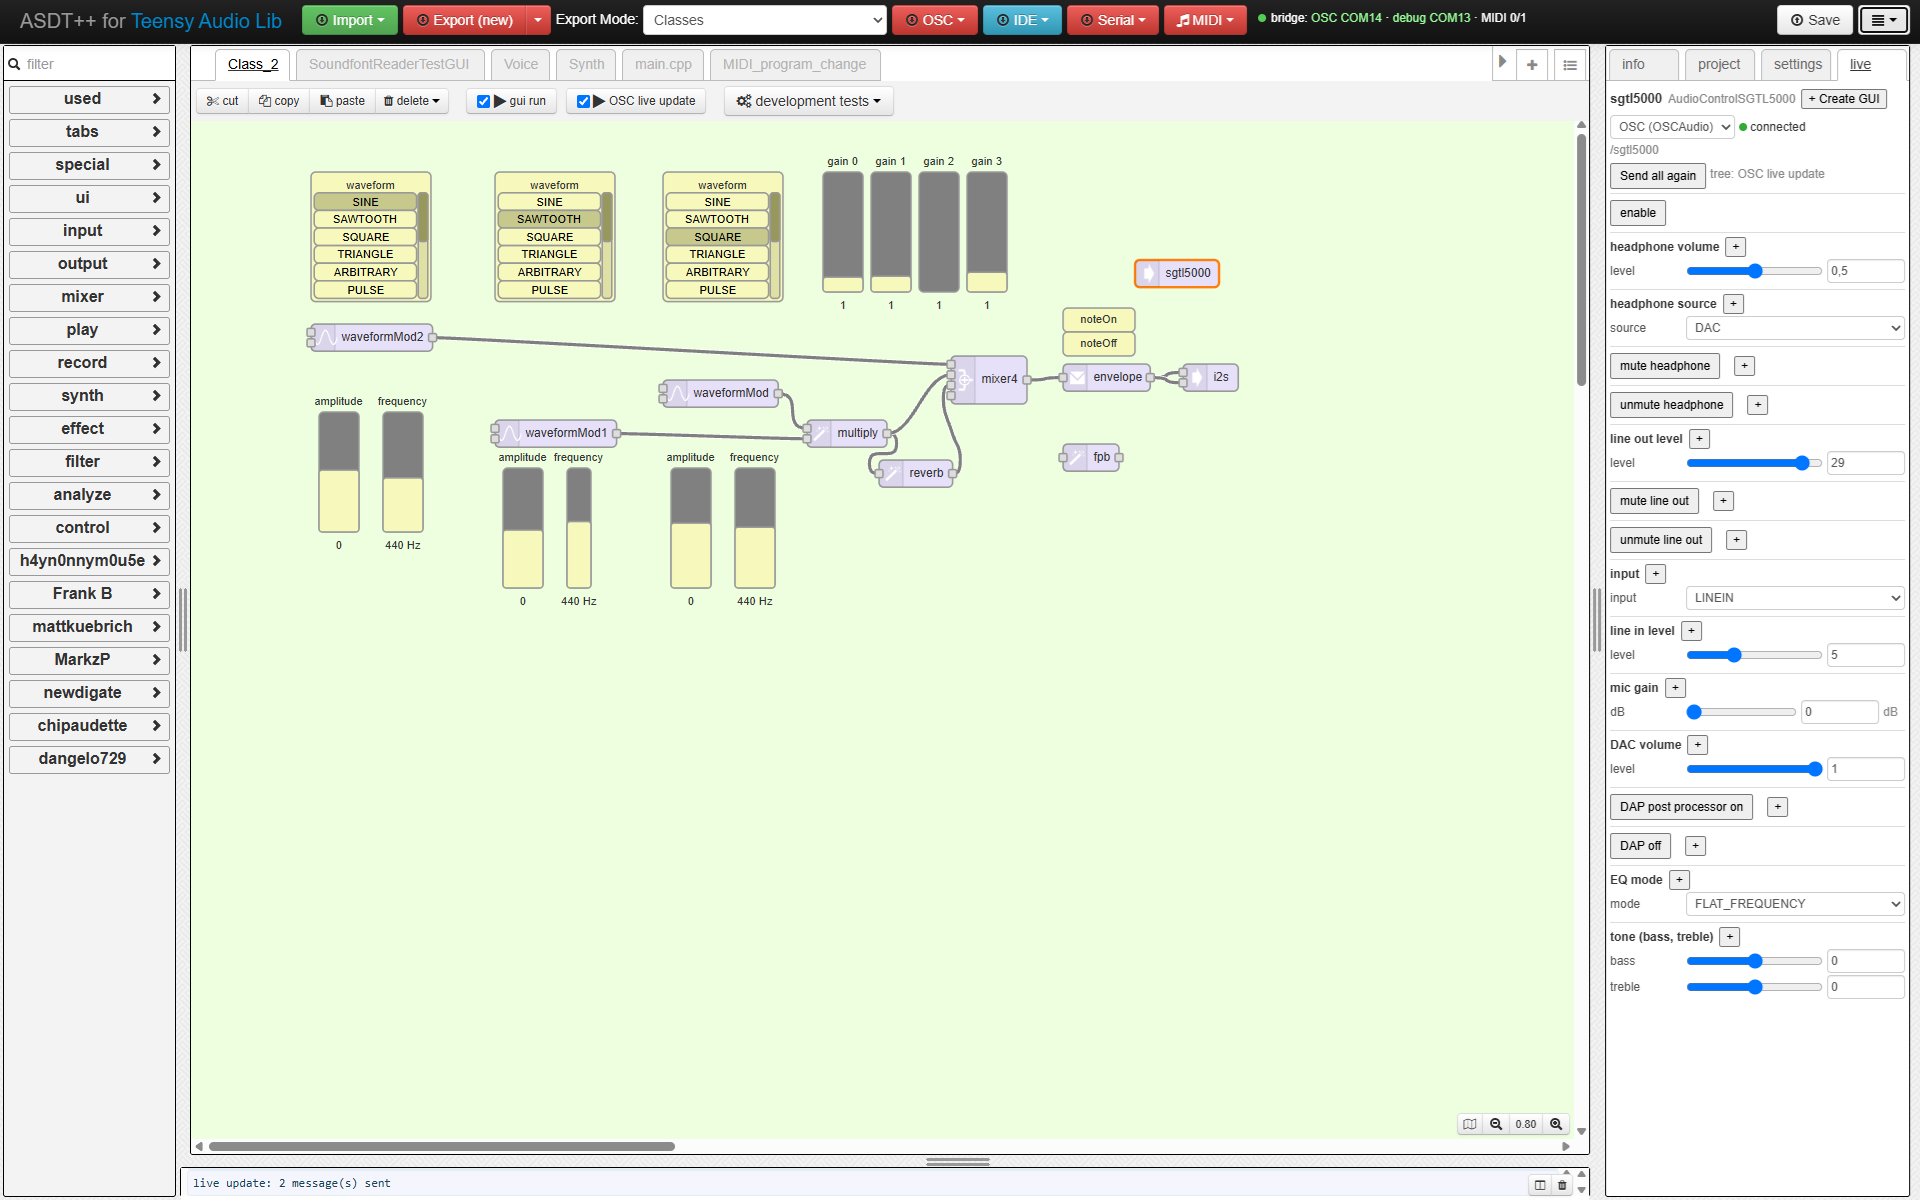 ASDT++ for Teensy Audio Lib
Import
Export (new)
Export Mode:
Classes
OSC
IDE
Serial
MIDI
bridge: OSC COM14 - debug COM13 - MIDI 0/1
Save
filter
used
tabs
special
ui
input
output
mixer
play
record
synth
effect
filter
analyze
control
h4yn0nnym0u5e
Frank B
mattkuebrich
MarkzP
newdigate
chipaudette
dangelo729
Class_2
SoundfontReaderTestGUI
Voice
Synth
main.cpp
MIDI_program_change
cut
copy
paste
delete
gui run
OSC live update
development tests
waveform
SINE
SAWTOOTH
SQUARE
TRIANGLE
ARBITRARY
PULSE
waveform
SINE
SAWTOOTH
SQUARE
TRIANGLE
ARBITRARY
PULSE
waveform
SINE
SAWTOOTH
SQUARE
TRIANGLE
ARBITRARY
PULSE
gain 0
gain 1
gain 2
gain 3
1
1
1
1
sgtl5000
noteOn
noteOff
waveformMod2
mixer4
envelope
i2s
waveformMod
waveformMod1
multiply
reverb
fpb
amplitude
frequency
0
440 Hz
amplitude
frequency
0
440 Hz
amplitude
frequency
0
440 Hz
0.80
live update: 2 message(s) sent
info
project
settings
live
sgtl5000 AudioControlSGTL5000 + Create GUI
OSC (OSCAudio) connected
/sgtl5000
Send all again tree: OSC live update
enable
headphone volume +
level 0,5
headphone source +
source DAC
mute headphone +
unmute headphone +
line out level +
level 29
mute line out +
unmute line out +
input +
input LINEIN
line in level +
level 5
mic gain +
dB 0 dB
DAC volume +
level 1
DAP post processor on +
DAP off +
EQ mode +
mode FLAT_FREQUENCY
tone (bass, treble) +
bass 0
treble 0